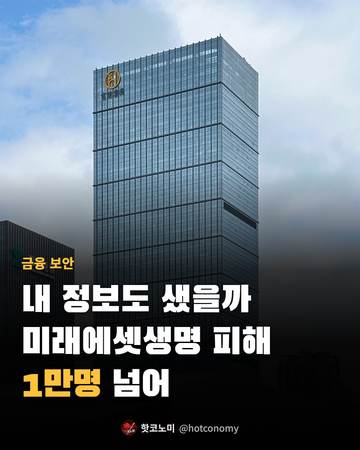 금융 보안
내 정보도 샜을까
미래에셋생명 피해
1만명 넘어
핫코노미 @hotconomy